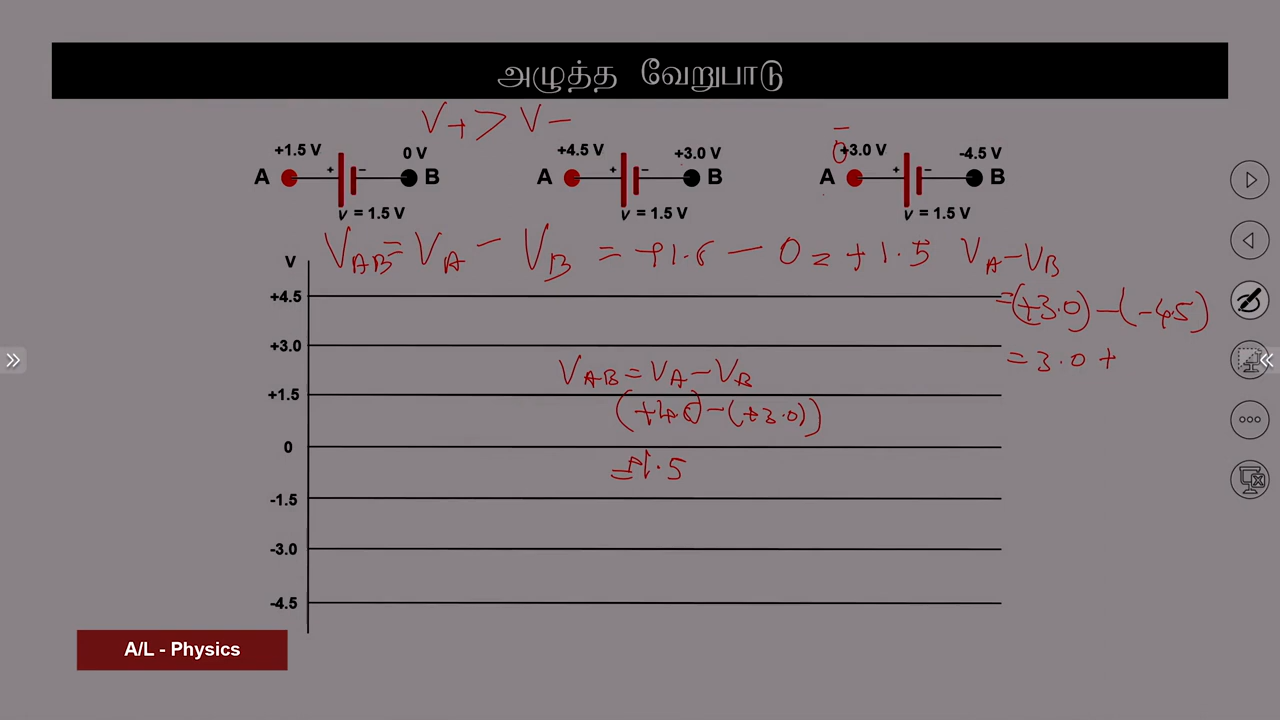 அழுத்த வேறுபாடு
V+ > V-
+1.5 V 0 V +4.5 V +3.0 V +3.0 V -4.5 V
A + - B A + - B A + - B
V = 1.5 V V = 1.5 V V = 1.5 V
VAB = VA - VB = +1.5 - 0 = +1.5 VA - VB
V
+4.5 = (+3.0) - (-4.5)
+3.0 = 3.0 +
VAB = VA - VB
+1.5
- (+3.0))
0
= +1.5
-1.5
-3.0
-4.5
A/L - Physics